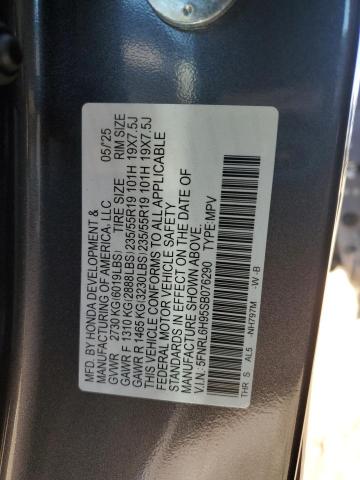 MANUFACTURED BY HONDA DEVELOPMENT & MANUFACTURING OF AMERICA, LLC 05/25
GVWR 2730 KG(6019LBS) TIRE SIZE RIM SIZE
GAWR F 1310 KG(2888LBS) 235/55R19 101H 19X7.5J
GAWR R 1465 KG(3230LBS) 235/55R19 101H 19X7.5J
THIS VEHICLE CONFORMS TO ALL APPLICABLE
FEDERAL MOTOR VEHICLE SAFETY
STANDARDS IN EFFECT ON THE DATE OF
MANUFACTURE SHOWN ABOVE.
V.I.N. 5FNRL6H95SB076290 TYPE:MPV
THR S AL5 -NH797M -W-B